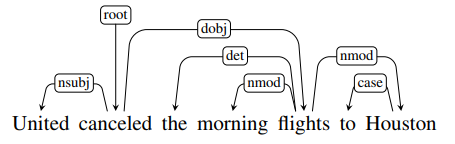 root
dobj
det nmod
nsubj nmod case
United canceled the morning flights to Houston